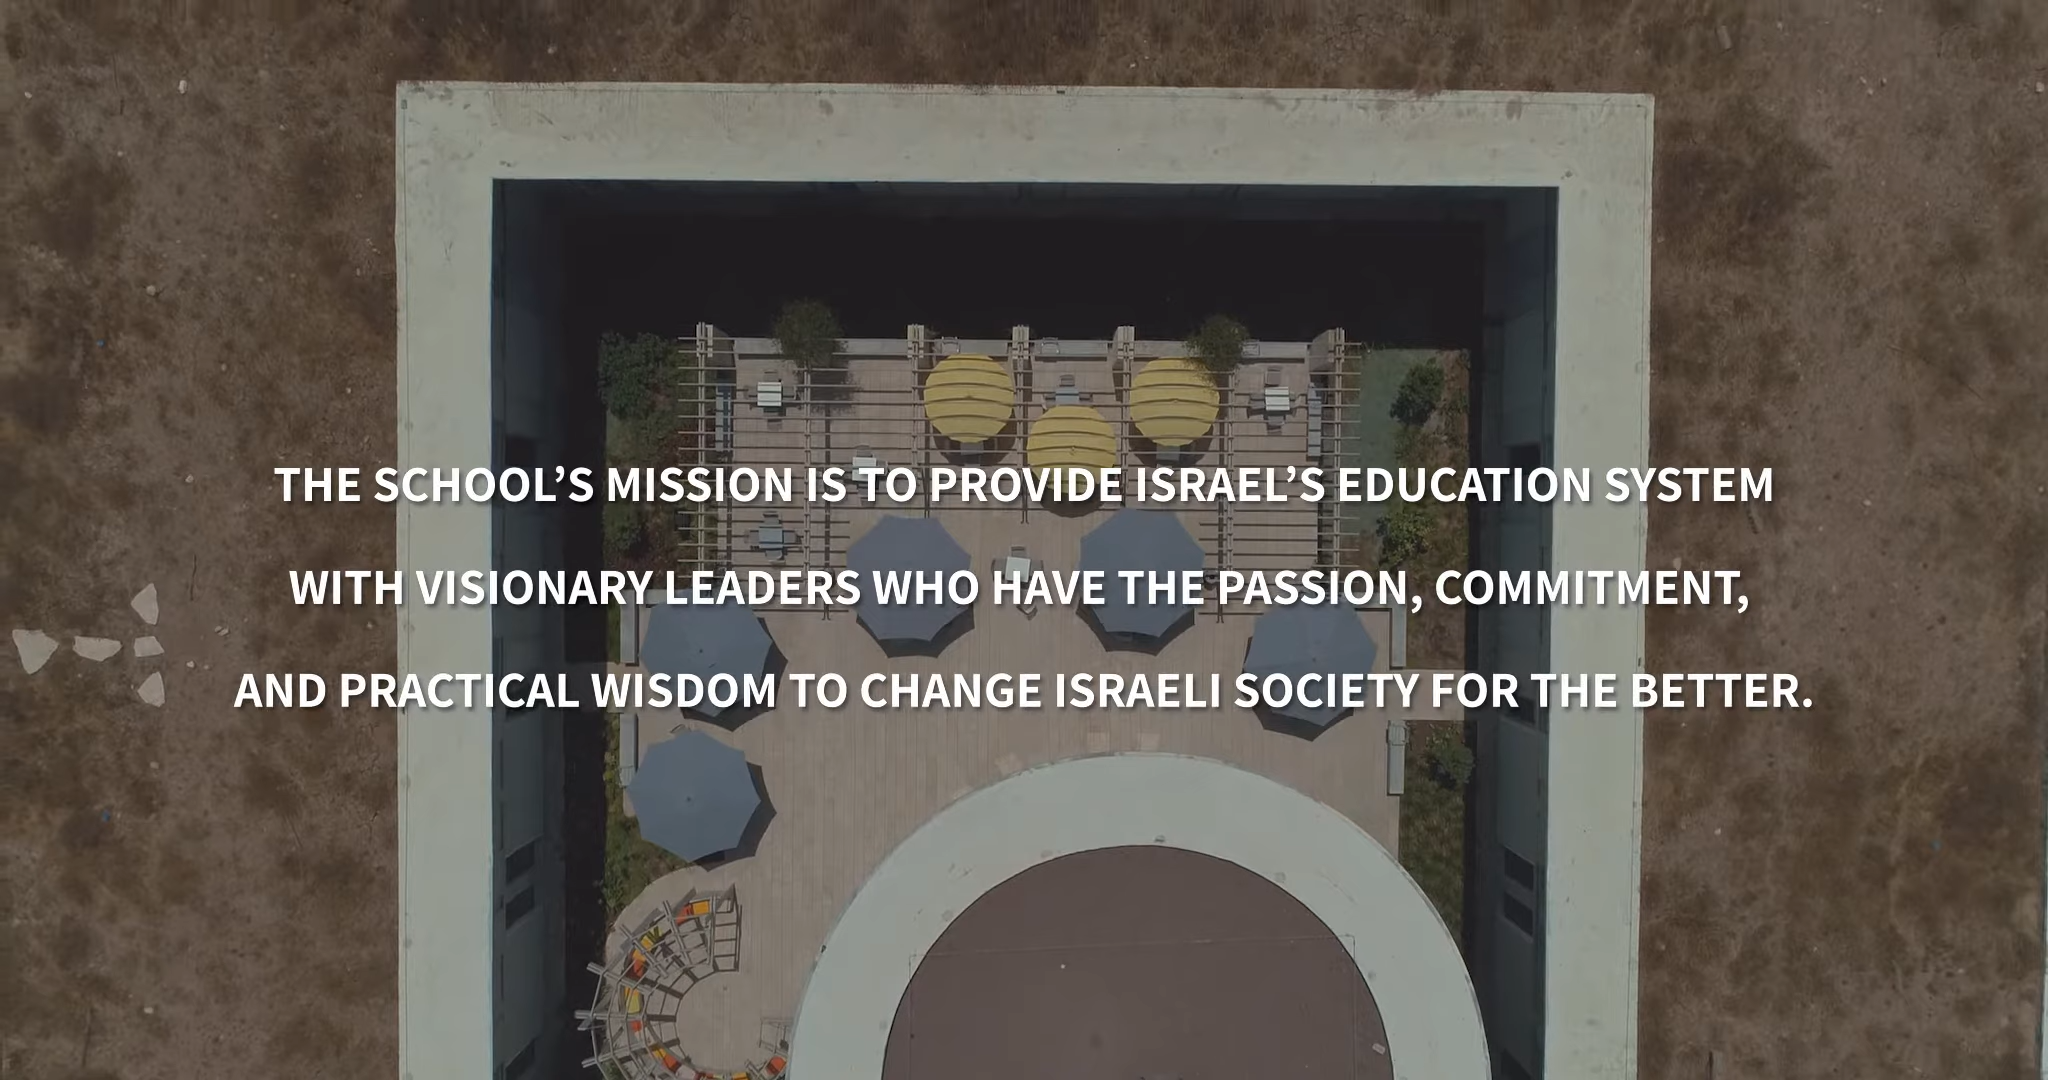 THE SCHOOL’S MISSION IS TO PROVIDE ISRAEL’S EDUCATION SYSTEM
WITH VISIONARY LEADERS WHO HAVE THE PASSION, COMMITMENT,
AND PRACTICAL WISDOM TO CHANGE ISRAELI SOCIETY FOR THE BETTER.